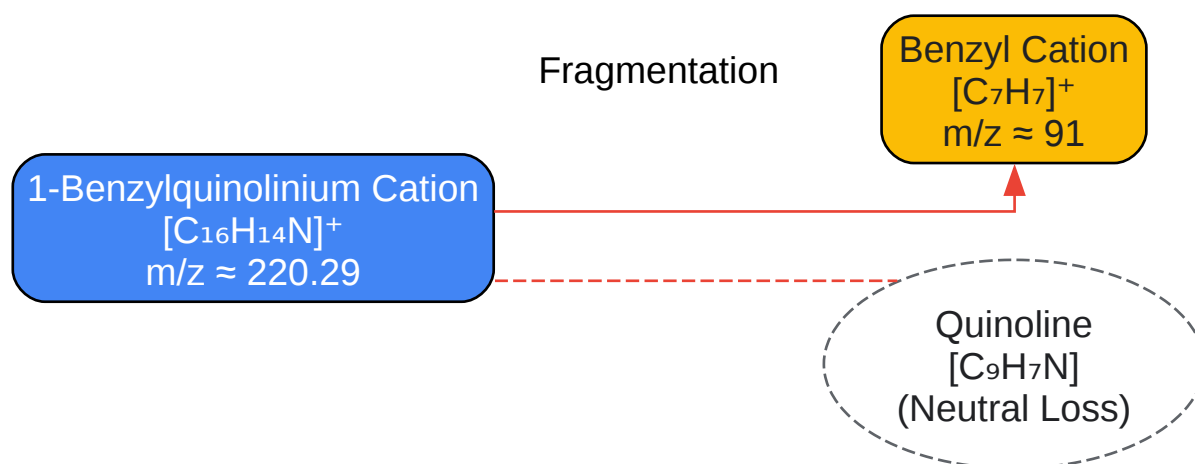 Fragmentation
Benzyl Cation
[C₇H₇]⁺
m/z ≈ 91
1-Benzylquinolinium Cation
[C₁₆H₁₄N]⁺
m/z ≈ 220.29
Quinoline
[C₉H₇N]
(Neutral Loss)